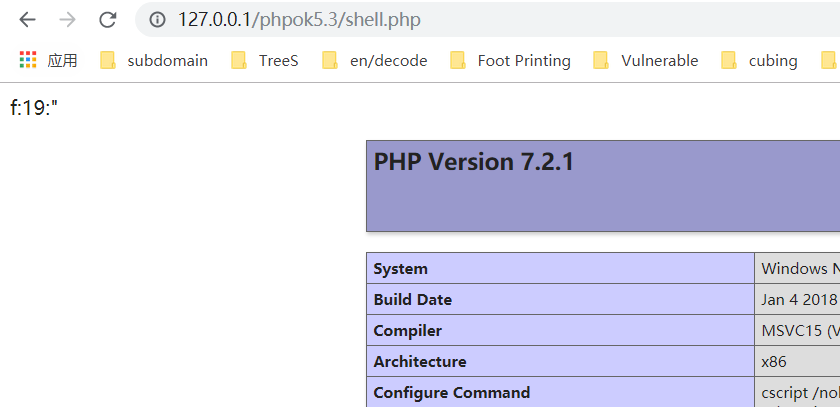 127.0.0.1/phpok5.3/shell.php
应用 subdomain TreeS en/decode Foot Printing Vulnerable cubing
f:19:"
PHP Version 7.2.1
System Windows N
Build Date Jan 4 2018
Compiler MSVC15 (V
Architecture x86
Configure Command cscript /nol